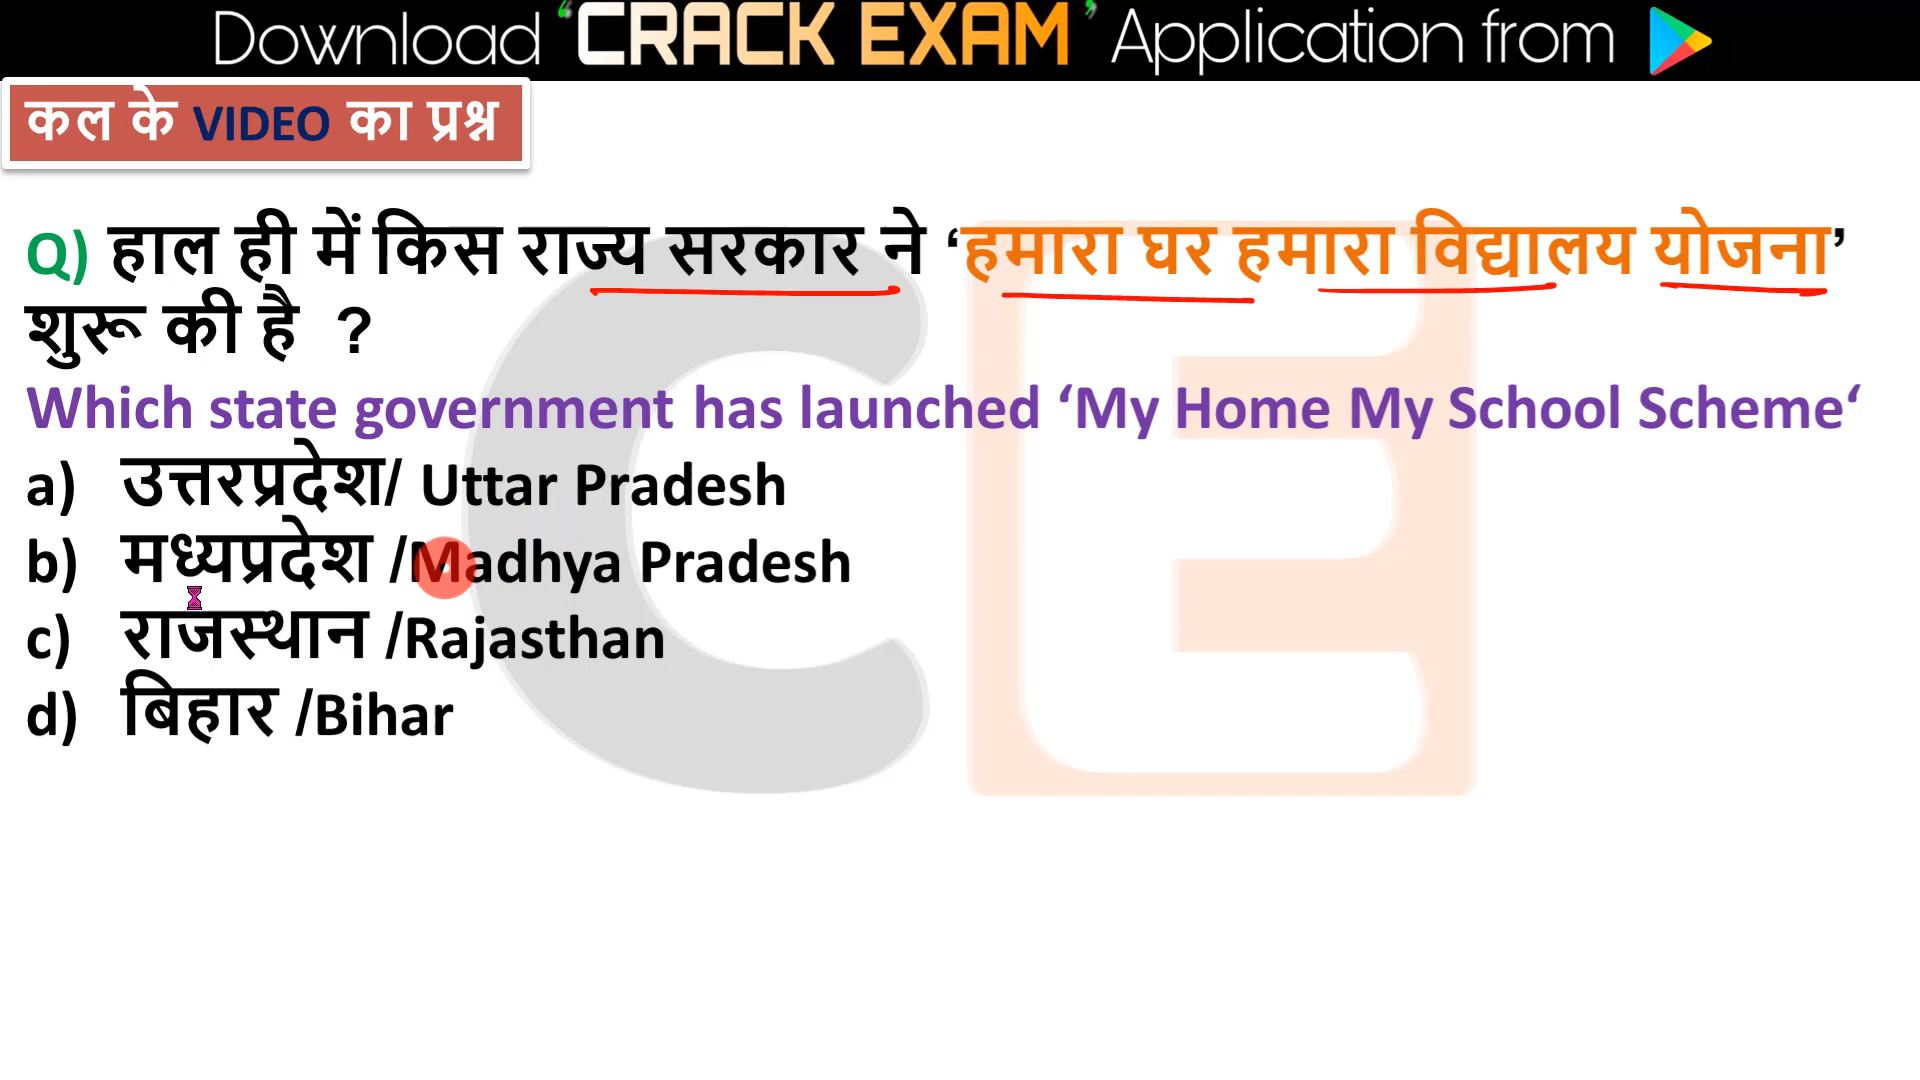 Download ‘CRACK EXAM’ Application from
कल के VIDEO का प्रश्न
Q) हाल ही में किस राज्य सरकार ने ‘हमारा घर हमारा विद्यालय योजना’
शुरू की है ?
Which state government has launched ‘My Home My School Scheme‘
a) उत्तरप्रदेश/ Uttar Pradesh
b) मध्यप्रदेश /Madhya Pradesh
c) राजस्थान /Rajasthan
d) बिहार /Bihar
CE